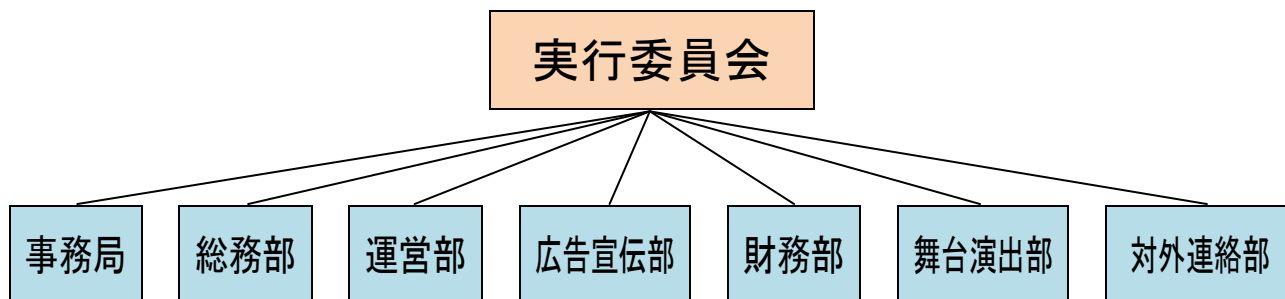 実行委員会
事務局
総務部
運営部
広告宣伝部
財務部
舞台演出部
対外連絡部